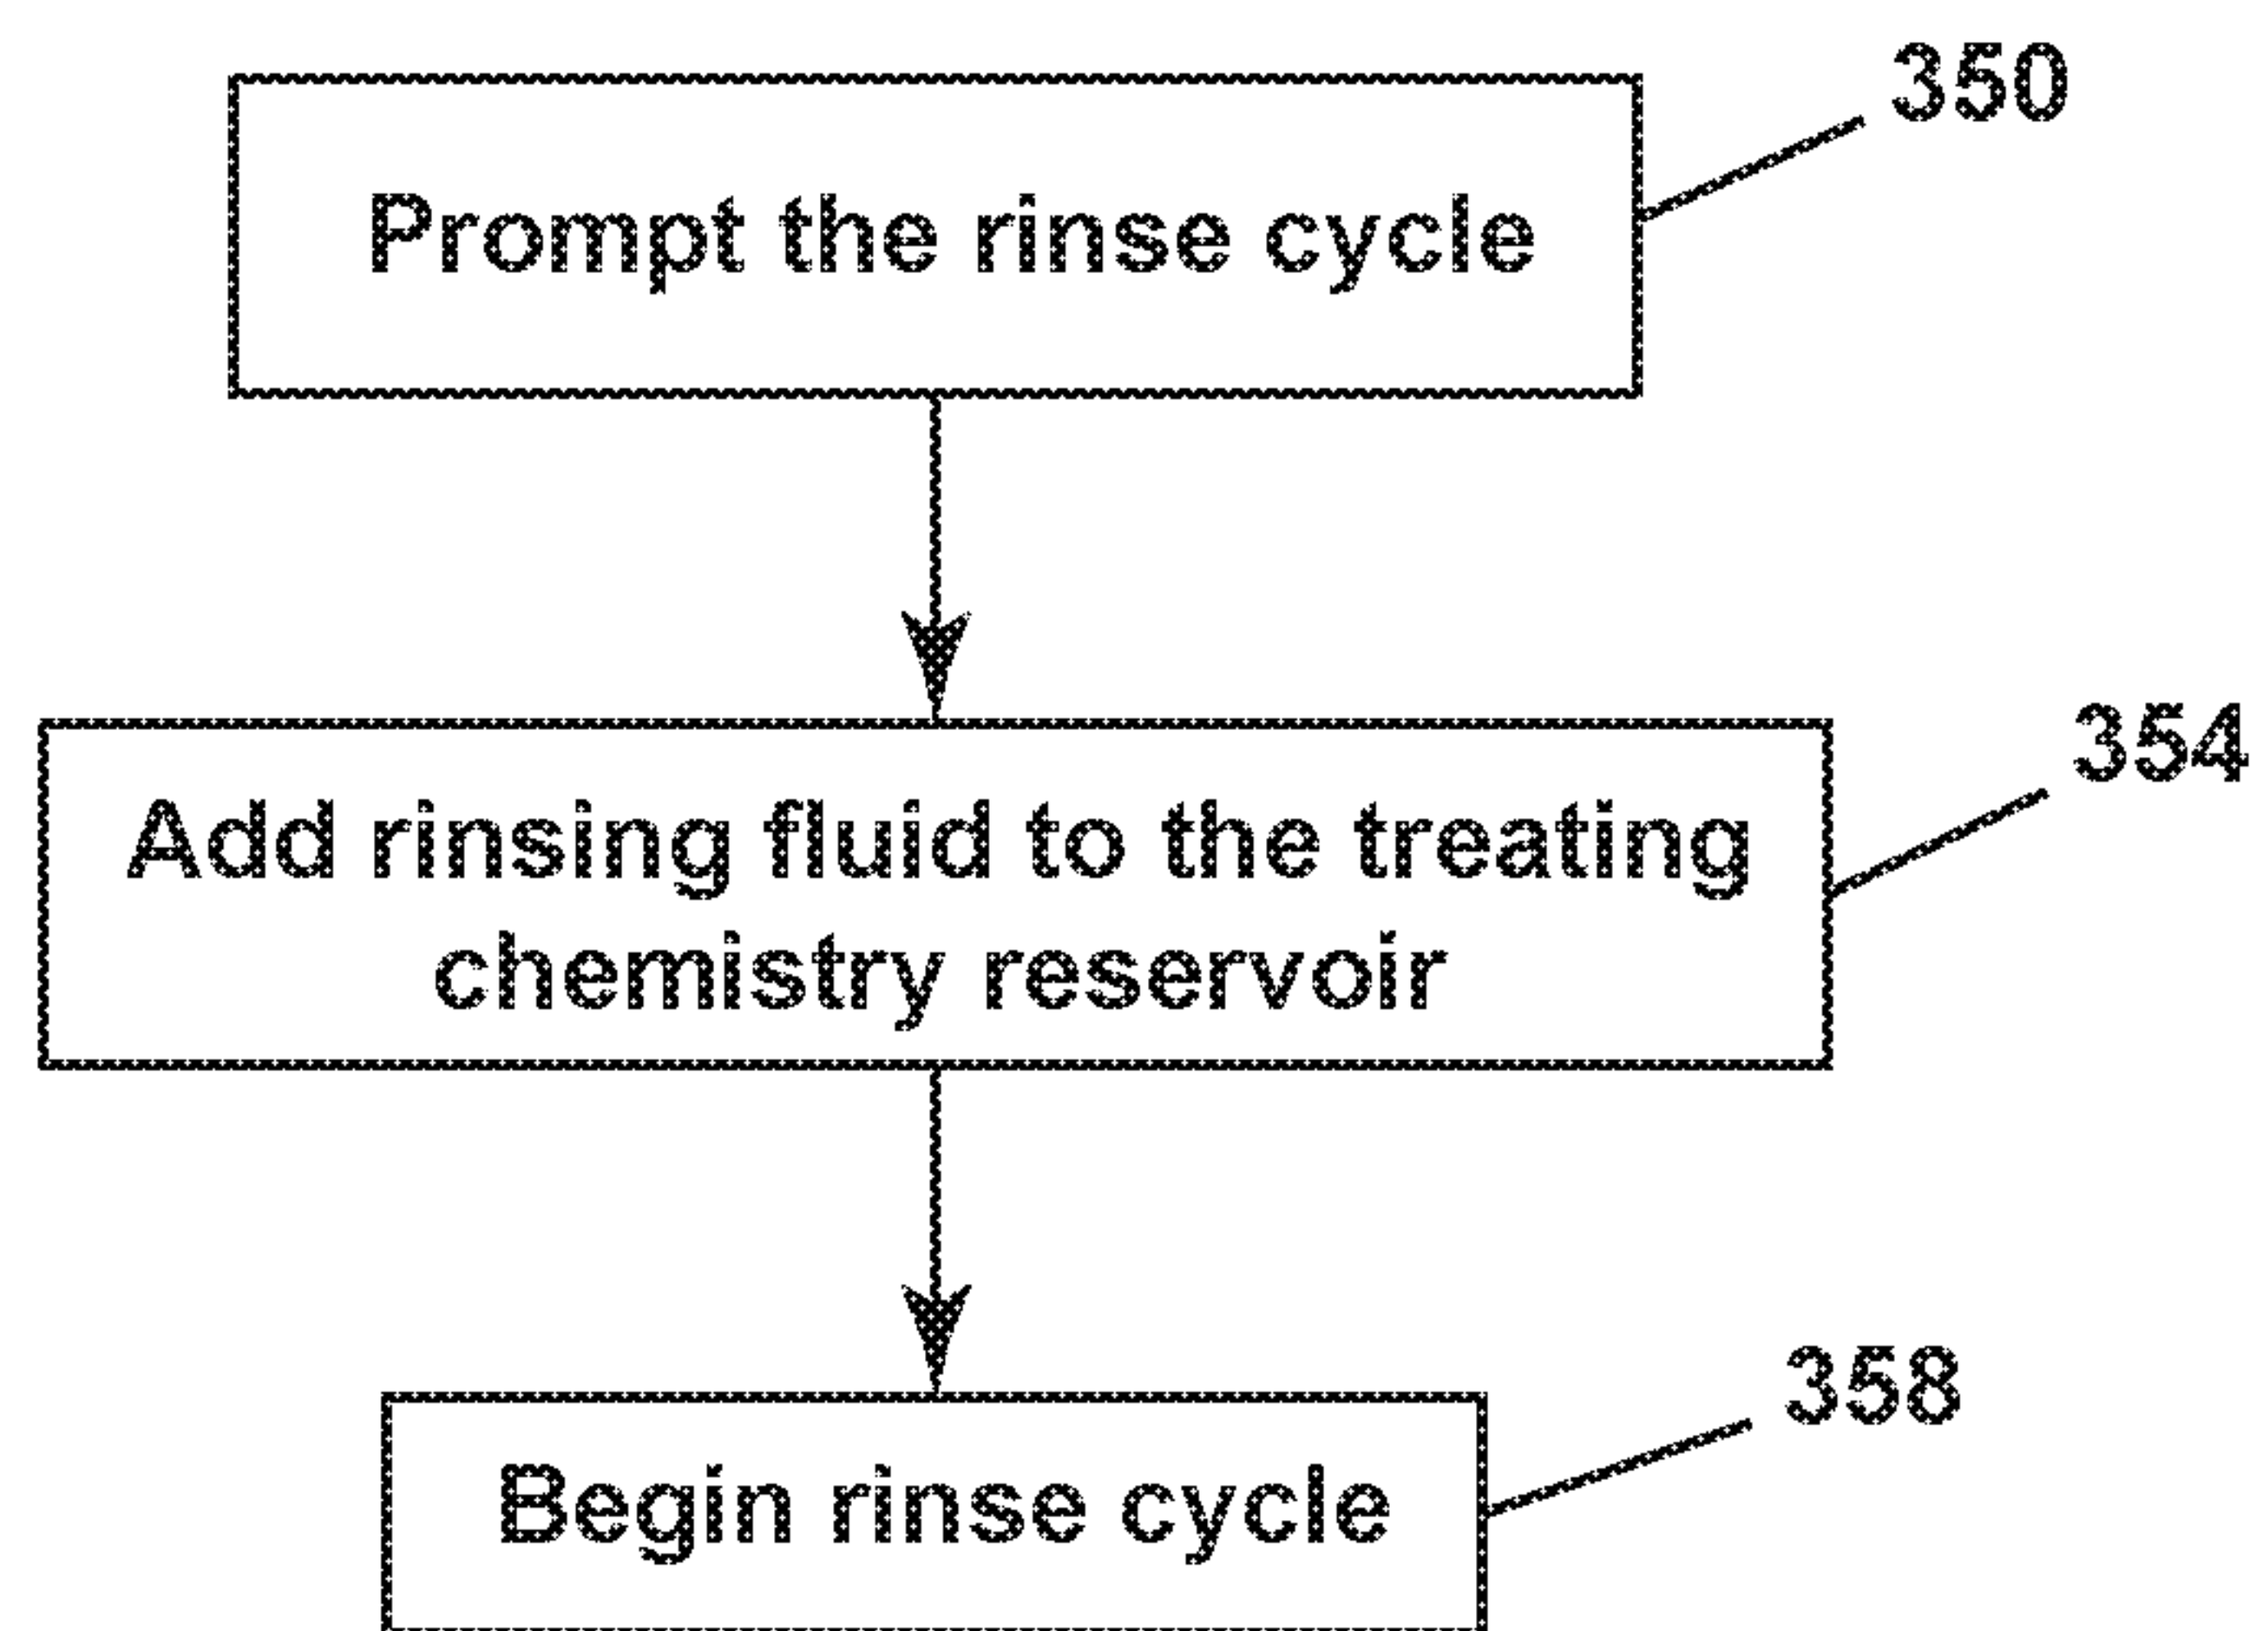 350
Prompt the rinse cycle
354
Add rinsing fluid to the treating
chemistry reservoir
358
Begin rinse cycle